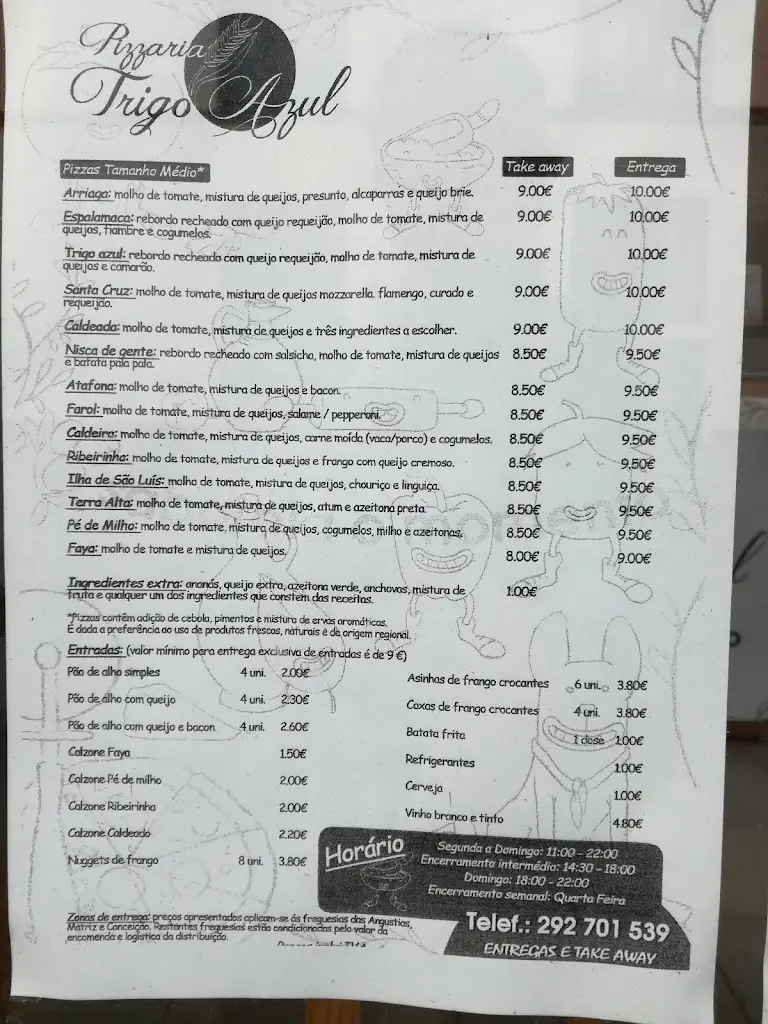 Pizzaria
Trigo Azul
Pizzas Tamanho Médio* Take away Entrega
Arriaga: molho de tomate, mistura de queijos, presunto, alcaparras e queijo brie. 9.00€ 10.00€
Espalamaca: rebordo recheado com queijo requeijão, molho de tomate, mistura de 9.00€ 10.00€
queijos, fiambre e cogumelos.
Trigo azul: rebordo recheado com queijo requeijão, molho de tomate, mistura de 9.00€ 10.00€
queijos e camarão.
Santa Cruz: molho de tomate, mistura de queijos mozzarella. flamengo, curado e 9.00€ 10.00€
requeijão.
Caldeada: molho de tomate, mistura de queijos e três ingredientes a escolher. 9.00€ 10.00€
Nisca de gente: rebordo recheado com salsicha, molho de tomate, mistura de queijos 8.50€ 9.50€
e batata pala pala.
Atafona: molho de tomate, mistura de queijos e bacon. 8.50€ 9.50€
Farol: molho de tomate, mistura de queijos, salame / pepperoni. 8.50€ 9.50€
Caldeira: molho de tomate, mistura de queijos, carne moída (vaca/porco) e cogumelos. 8.50€ 9.50€
Ribeirinha: molho de tomate, mistura de queijos e frango com queijo cremoso. 8.50€ 9.50€
Ilha de São Luís: molho de tomate, mistura de queijos, chouriço e linguiça. 8.50€ 9.50€
Terra Alta: molho de tomate, mistura de queijos, atum e azeitona preta. 8.50€ 9.50€
Pé de Milho: molho de tomate, mistura de queijos, cogumelos, milho e azeitonas. 8.50€ 9.50€
Faya: molho de tomate e mistura de queijos. 8.00€ 9.00€
Ingredientes extra: ananás, queijo extra, azeitona verde, anchovas, mistura de 1.00€
fruta e qualquer um dos ingredientes que constem das receitas.
*Pizzas contêm adição de cebola, pimentos e mistura de ervas aromáticas.
É dada a preferência ao uso de produtos frescos, naturais e de origem regional.
Entradas: (valor mínimo para entrega exclusiva de entradas é de 9 €)
Pão de alho simples 4 uni. 2.00€
Pão de alho com queijo 4 uni. 2.30€
Pão de alho com queijo e bacon 4 uni. 2.60€
Calzone Faya 1.50€
Calzone Pé de milho 2.00€
Calzone Ribeirinha 2.00€
Calzone Caldeado 2.20€
Nuggets de frango 8 uni. 3.80€
Asinhas de frango crocantes 6 uni. 3.80€
Coxas de frango crocantes 4 uni. 3.80€
Batata frita 1 dose 1.00€
Refrigerantes 1.00€
Cerveja 1.00€
Vinho branco e tinto 4.80€
Horário
Segunda a Domingo: 11:00 - 22:00
Encerramento intermédio: 14:30 - 18:00
Domingo: 18:00 - 22:00
Encerramento semanal: Quarta Feira
Zonas de entrega: preços apresentados aplicam-se ás freguesias das Angustias,
Matriz e Conceição. Restantes freguesias estão condicionadas pelo valor da
encomenda e logística da distribuição.
Telef.: 292 701 539
ENTREGAS E TAKE AWAY